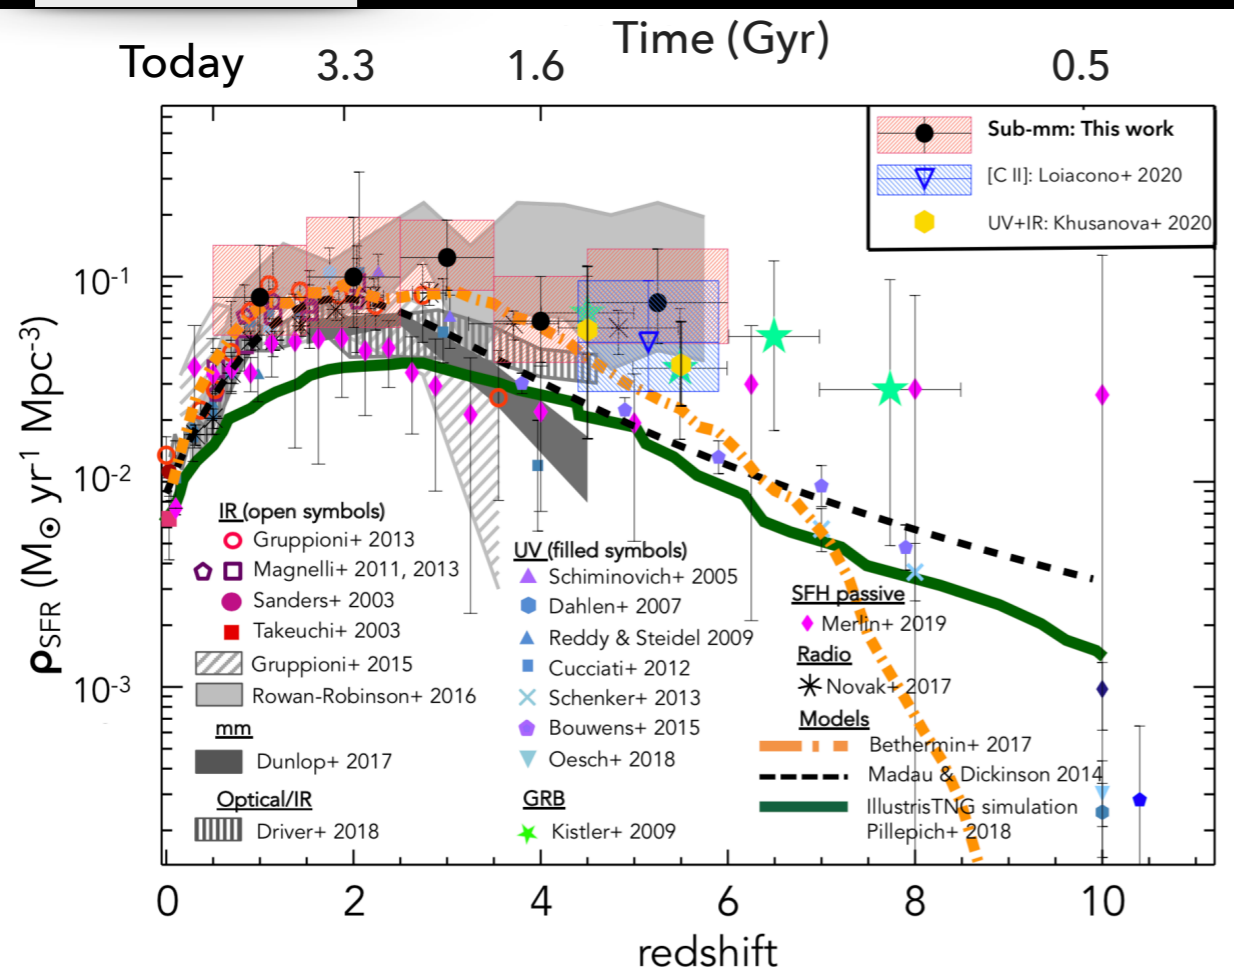 Time (Gyr)
Today 3.3 1.6 0.5
Sub-mm: This work
[C II]: Loiacono+ 2020
UV+IR: Khusanova+ 2020
10⁻¹
10⁻²
10⁻³
ρSFR (M⊙ yr⁻¹ Mpc⁻³)
IR (open symbols)
Gruppioni+ 2013
Magnelli+ 2011, 2013
Sanders+ 2003
Takeuchi+ 2003
Gruppioni+ 2015
Rowan-Robinson+ 2016
mm
Dunlop+ 2017
Optical/IR
Driver+ 2018
UV (filled symbols)
Schiminovich+ 2005
Dahlen+ 2007
Reddy & Steidel 2009
Cucciati+ 2012
Schenker+ 2013
Bouwens+ 2015
Oesch+ 2018
GRB
Kistler+ 2009
SFH passive
Merlin+ 2019
Radio
Novak+ 2017
Models
Bethermin+ 2017
Madau & Dickinson 2014
IllustrisTNG simulation
Pillepich+ 2018
0 2 4 6 8 10
redshift